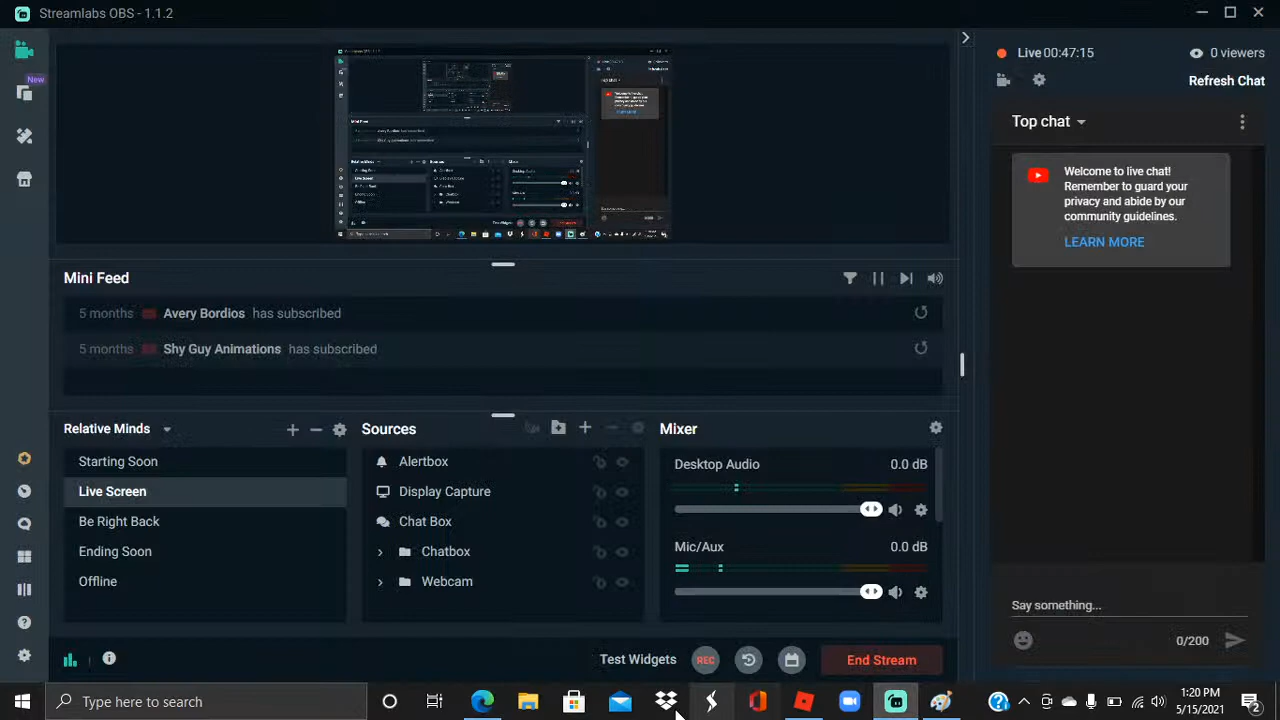 Streamlabs OBS - 1.1.2
New
Live 00:47:15
0 viewers
Refresh Chat
Top chat
Welcome to live chat!
Remember to guard your
privacy and abide by our
community guidelines.
LEARN MORE
Mini Feed
5 months Avery Bordios has subscribed
5 months Shy Guy Animations has subscribed
Relative Minds
Starting Soon
Live Screen
Be Right Back
Ending Soon
Offline
Sources
Alertbox
Display Capture
Chat Box
Chatbox
Webcam
Mixer
Desktop Audio 0.0 dB
Mic/Aux 0.0 dB
Say something...
0/200
Test Widgets
REC
End Stream
Type here to search
1:20 PM
5/15/2021
2